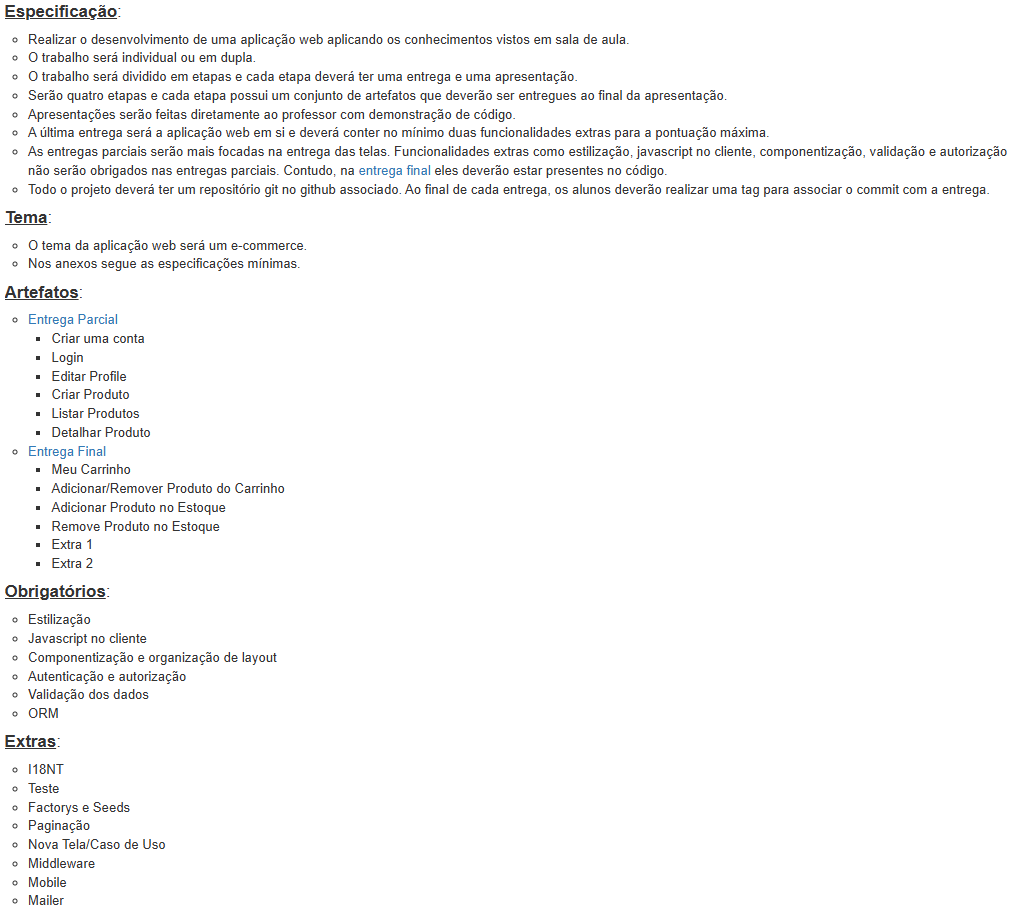 Especificação:
Realizar o desenvolvimento de uma aplicação web aplicando os conhecimentos vistos em sala de aula.
O trabalho será individual ou em dupla.
O trabalho será dividido em etapas e cada etapa deverá ter uma entrega e uma apresentação.
Serão quatro etapas e cada etapa possui um conjunto de artefatos que deverão ser entregues ao final da apresentação.
Apresentações serão feitas diretamente ao professor com demonstração de código.
A última entrega será a aplicação web em si e deverá conter no mínimo duas funcionalidades extras para a pontuação máxima.
As entregas parciais serão mais focadas na entrega das telas. Funcionalidades extras como estilização, javascript no cliente, componentização, validação e autorização
não serão obrigados nas entregas parciais. Contudo, na entrega final eles deverão estar presentes no código.
Todo o projeto deverá ter um repositório git no github associado. Ao final de cada entrega, os alunos deverão realizar uma tag para associar o commit com a entrega.
Tema:
O tema da aplicação web será um e-commerce.
Nos anexos segue as especificações mínimas.
Artefatos:
Entrega Parcial
Criar uma conta
Login
Editar Profile
Criar Produto
Listar Produtos
Detalhar Produto
Entrega Final
Meu Carrinho
Adicionar/Remover Produto do Carrinho
Adicionar Produto no Estoque
Remove Produto no Estoque
Extra 1
Extra 2
Obrigatórios:
Estilização
Javascript no cliente
Componentização e organização de layout
Autenticação e autorização
Validação dos dados
ORM
Extras:
I18NT
Teste
Factorys e Seeds
Paginação
Nova Tela/Caso de Uso
Middleware
Mobile
Mailer